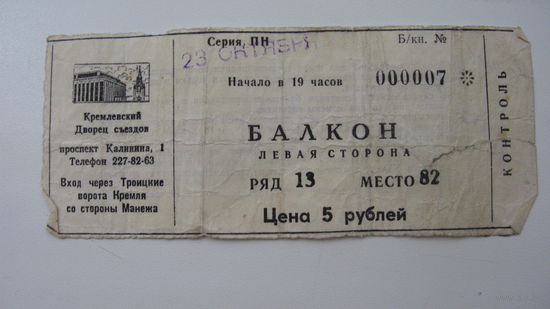 Серия ПН
Б/кн. №
23 ОКТЯБРЯ
Начало в 19 часов
000007
Кремлевский
Дворец съездов
проспект Калинина, 1
Телефон 227-82-63
Вход через Троицкие
ворота Кремля
со стороны Манежа
БАЛКОН
ЛЕВАЯ СТОРОНА
РЯД 13 МЕСТО 82
Цена 5 рублей
КОНТРОЛЬ